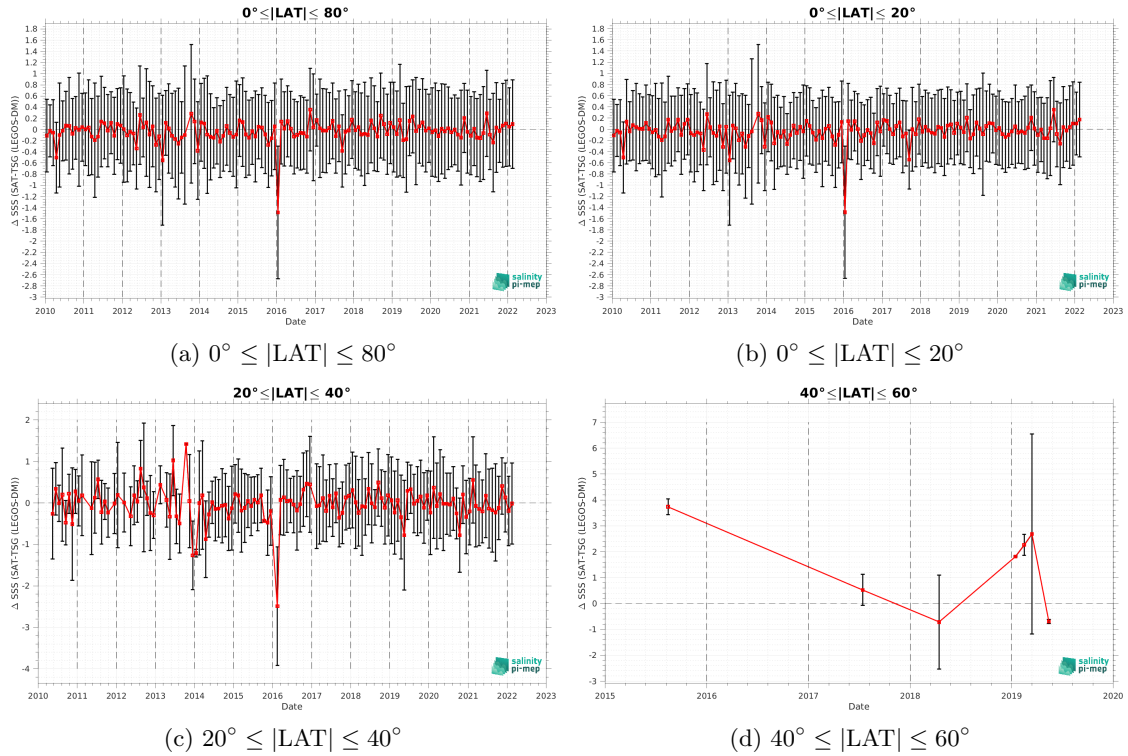 0°≤|LAT|≤ 80°
Δ SSS (SAT-TSG (LEGOS-DM))
1.8
1.6
1.4
1.2
1
0.8
0.6
0.4
0.2
0
-0.2
-0.4
-0.6
-0.8
-1
-1.2
-1.4
-1.6
-1.8
-2
-2.2
-2.4
-2.6
-2.8
-3
2010 2011 2012 2013 2014 2015 2016 2017 2018 2019 2020 2021 2022 2023
Date
salinity
pi-mep
(a) 0° ≤ |LAT| ≤ 80°
0°≤|LAT|≤ 20°
Δ SSS (SAT-TSG (LEGOS-DM))
1.8
1.6
1.4
1.2
1
0.8
0.6
0.4
0.2
0
-0.2
-0.4
-0.6
-0.8
-1
-1.2
-1.4
-1.6
-1.8
-2
-2.2
-2.4
-2.6
-2.8
-3
2010 2011 2012 2013 2014 2015 2016 2017 2018 2019 2020 2021 2022 2023
Date
salinity
pi-mep
(b) 0° ≤ |LAT| ≤ 20°
20°≤|LAT|≤ 40°
Δ SSS (SAT-TSG (LEGOS-DM))
2
1
0
-1
-2
-3
-4
2010 2011 2012 2013 2014 2015 2016 2017 2018 2019 2020 2021 2022 2023
Date
salinity
pi-mep
(c) 20° ≤ |LAT| ≤ 40°
40°≤|LAT|≤ 60°
Δ SSS (SAT-TSG (LEGOS-DM))
7
6
5
4
3
2
1
0
-1
-2
-3
2015 2016 2017 2018 2019 2020
Date
salinity
pi-mep
(d) 40° ≤ |LAT| ≤ 60°